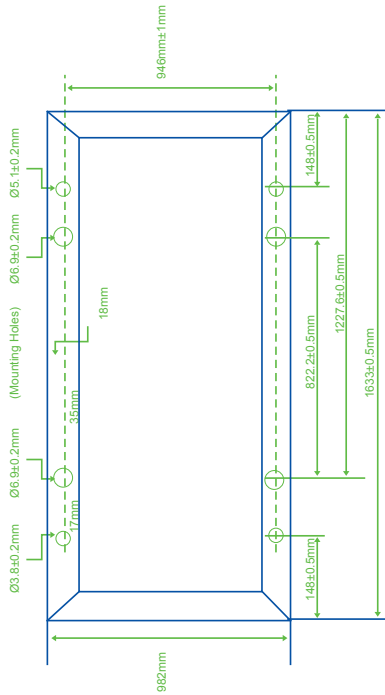 Ø3.8±0.2mm
Ø6.9±0.2mm
(Mounting Holes)
Ø6.9±0.2mm
Ø5.1±0.2mm
17mm
35mm
18mm
982mm
946mm±1mm
148±0.5mm
822.2±0.5mm
148±0.5mm
1227.6±0.5mm
1633±0.5mm